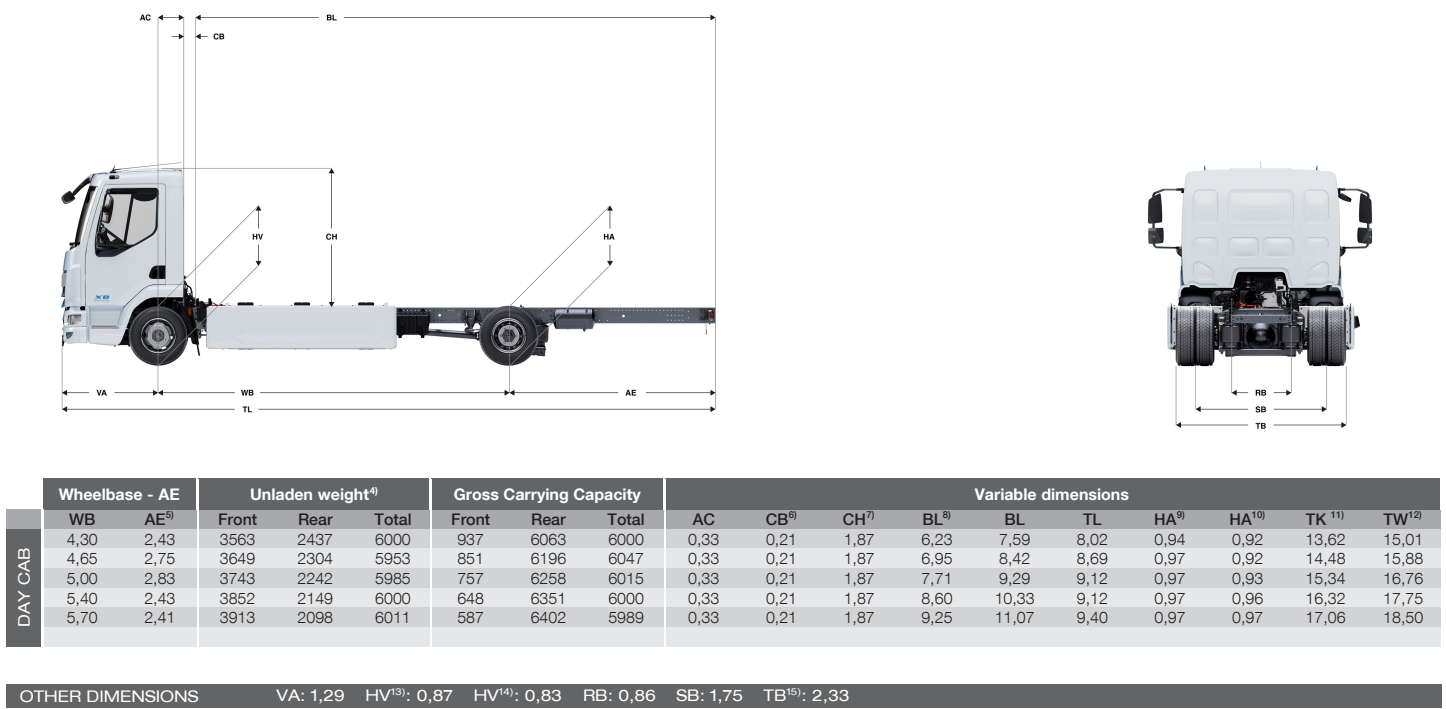 AC BL
CB
HV CH HA
XB
VA WB AE
TL
RB
SB
TB
Wheelbase - AE Unladen weight4) Gross Carrying Capacity Variable dimensions
WB AE5) Front Rear Total Front Rear Total AC CB6) CH7) BL8) BL TL HA9) HA10) TK 11) TW12)
DAY CAB
4,30 2,43 3563 2437 6000 937 6063 6000 0,33 0,21 1,87 6,23 7,59 8,02 0,94 0,92 13,62 15,01
4,65 2,75 3649 2304 5953 851 6196 6047 0,33 0,21 1,87 6,95 8,42 8,69 0,97 0,92 14,48 15,88
5,00 2,83 3743 2242 5985 757 6258 6015 0,33 0,21 1,87 7,71 9,29 9,12 0,97 0,93 15,34 16,76
5,40 2,43 3852 2149 6000 648 6351 6000 0,33 0,21 1,87 8,60 10,33 9,12 0,97 0,96 16,32 17,75
5,70 2,41 3913 2098 6011 587 6402 5989 0,33 0,21 1,87 9,25 11,07 9,40 0,97 0,97 17,06 18,50
OTHER DIMENSIONS VA: 1,29 HV13): 0,87 HV14): 0,83 RB: 0,86 SB: 1,75 TB15): 2,33